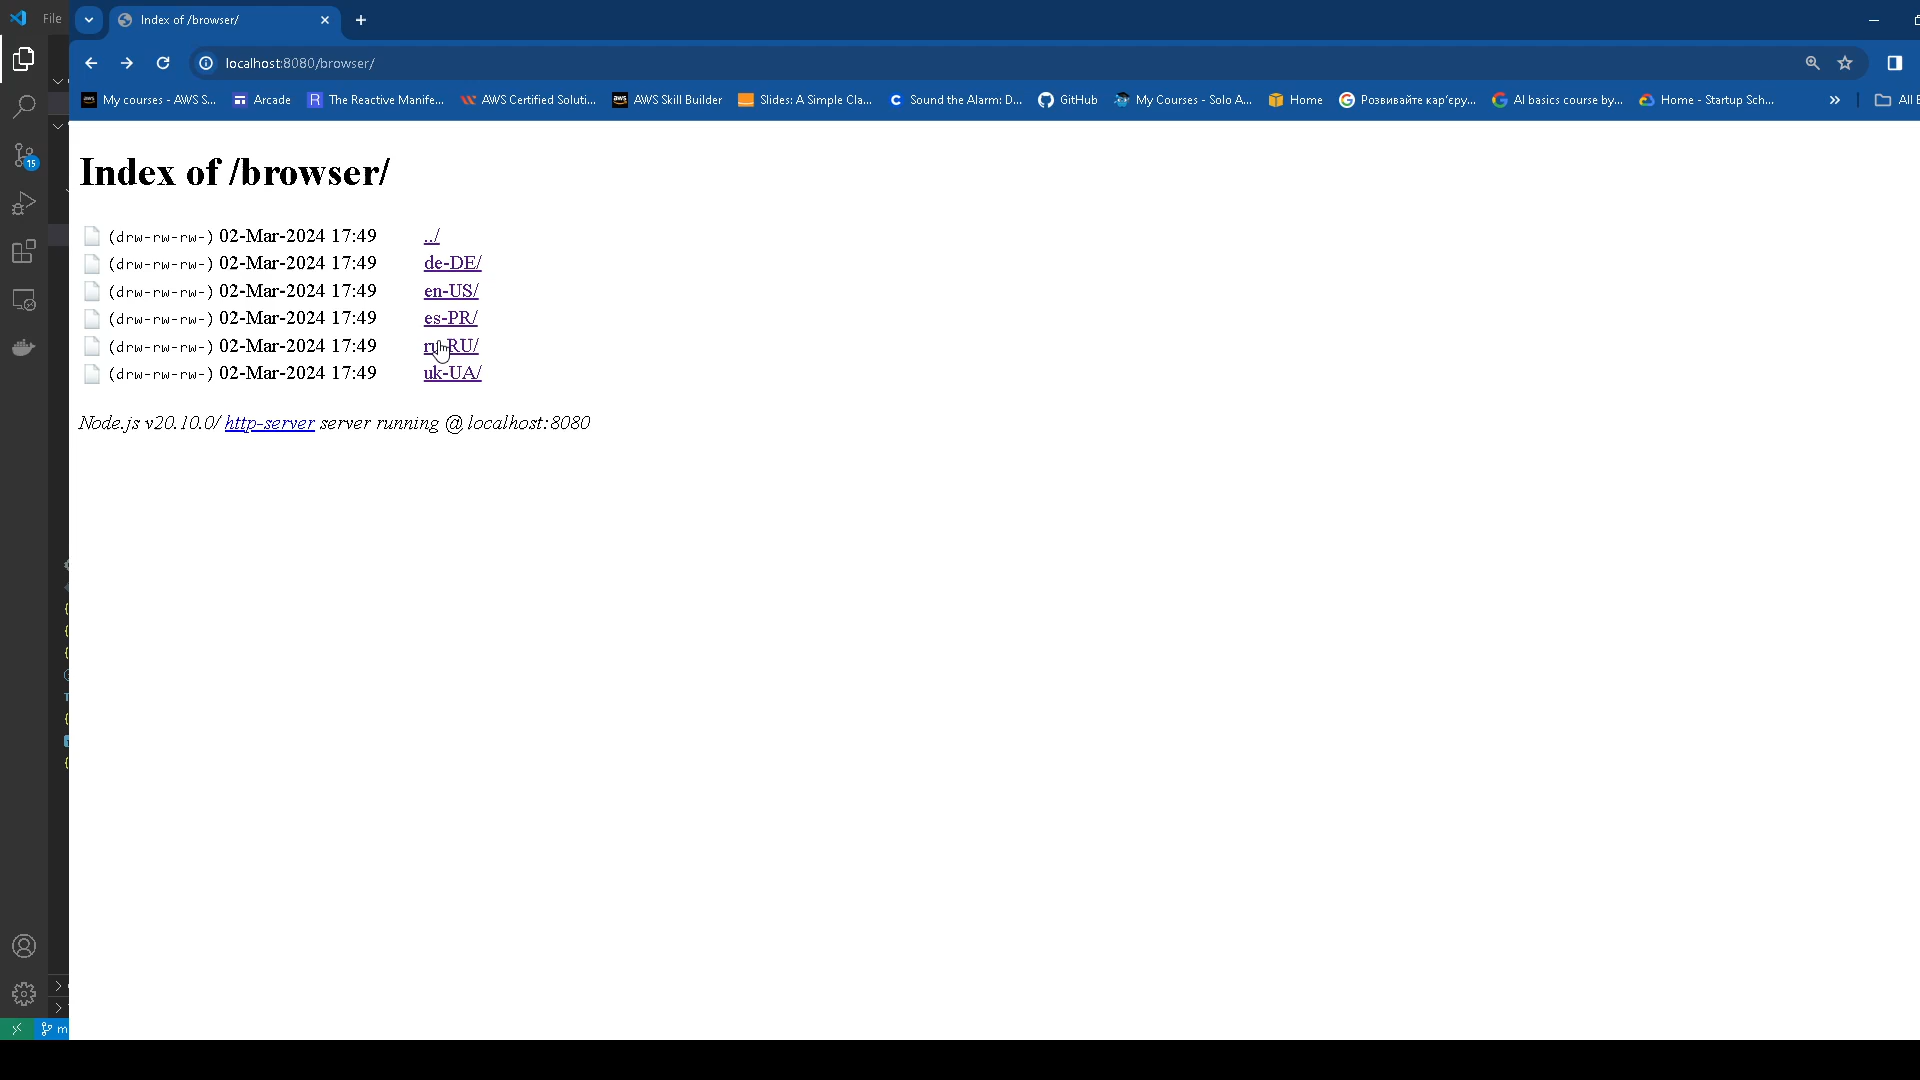 File
Index of /browser/
localhost:8080/browser/
My courses - AWS S...
Arcade
The Reactive Manife...
AWS Certified Soluti...
AWS Skill Builder
Slides: A Simple Cla...
Sound the Alarm: D...
GitHub
My Courses - Solo A...
Home
Розвивайте кар'єру...
AI basics course by...
Home - Startup Sch...
»
All
15
Index of /browser/
(drw-rw-rw-) 02-Mar-2024 17:49 ../
(drw-rw-rw-) 02-Mar-2024 17:49 de-DE/
(drw-rw-rw-) 02-Mar-2024 17:49 en-US/
(drw-rw-rw-) 02-Mar-2024 17:49 es-PR/
(drw-rw-rw-) 02-Mar-2024 17:49 ru-RU/
(drw-rw-rw-) 02-Mar-2024 17:49 uk-UA/
Node.js v20.10.0/ http-server server running @ localhost:8080
m